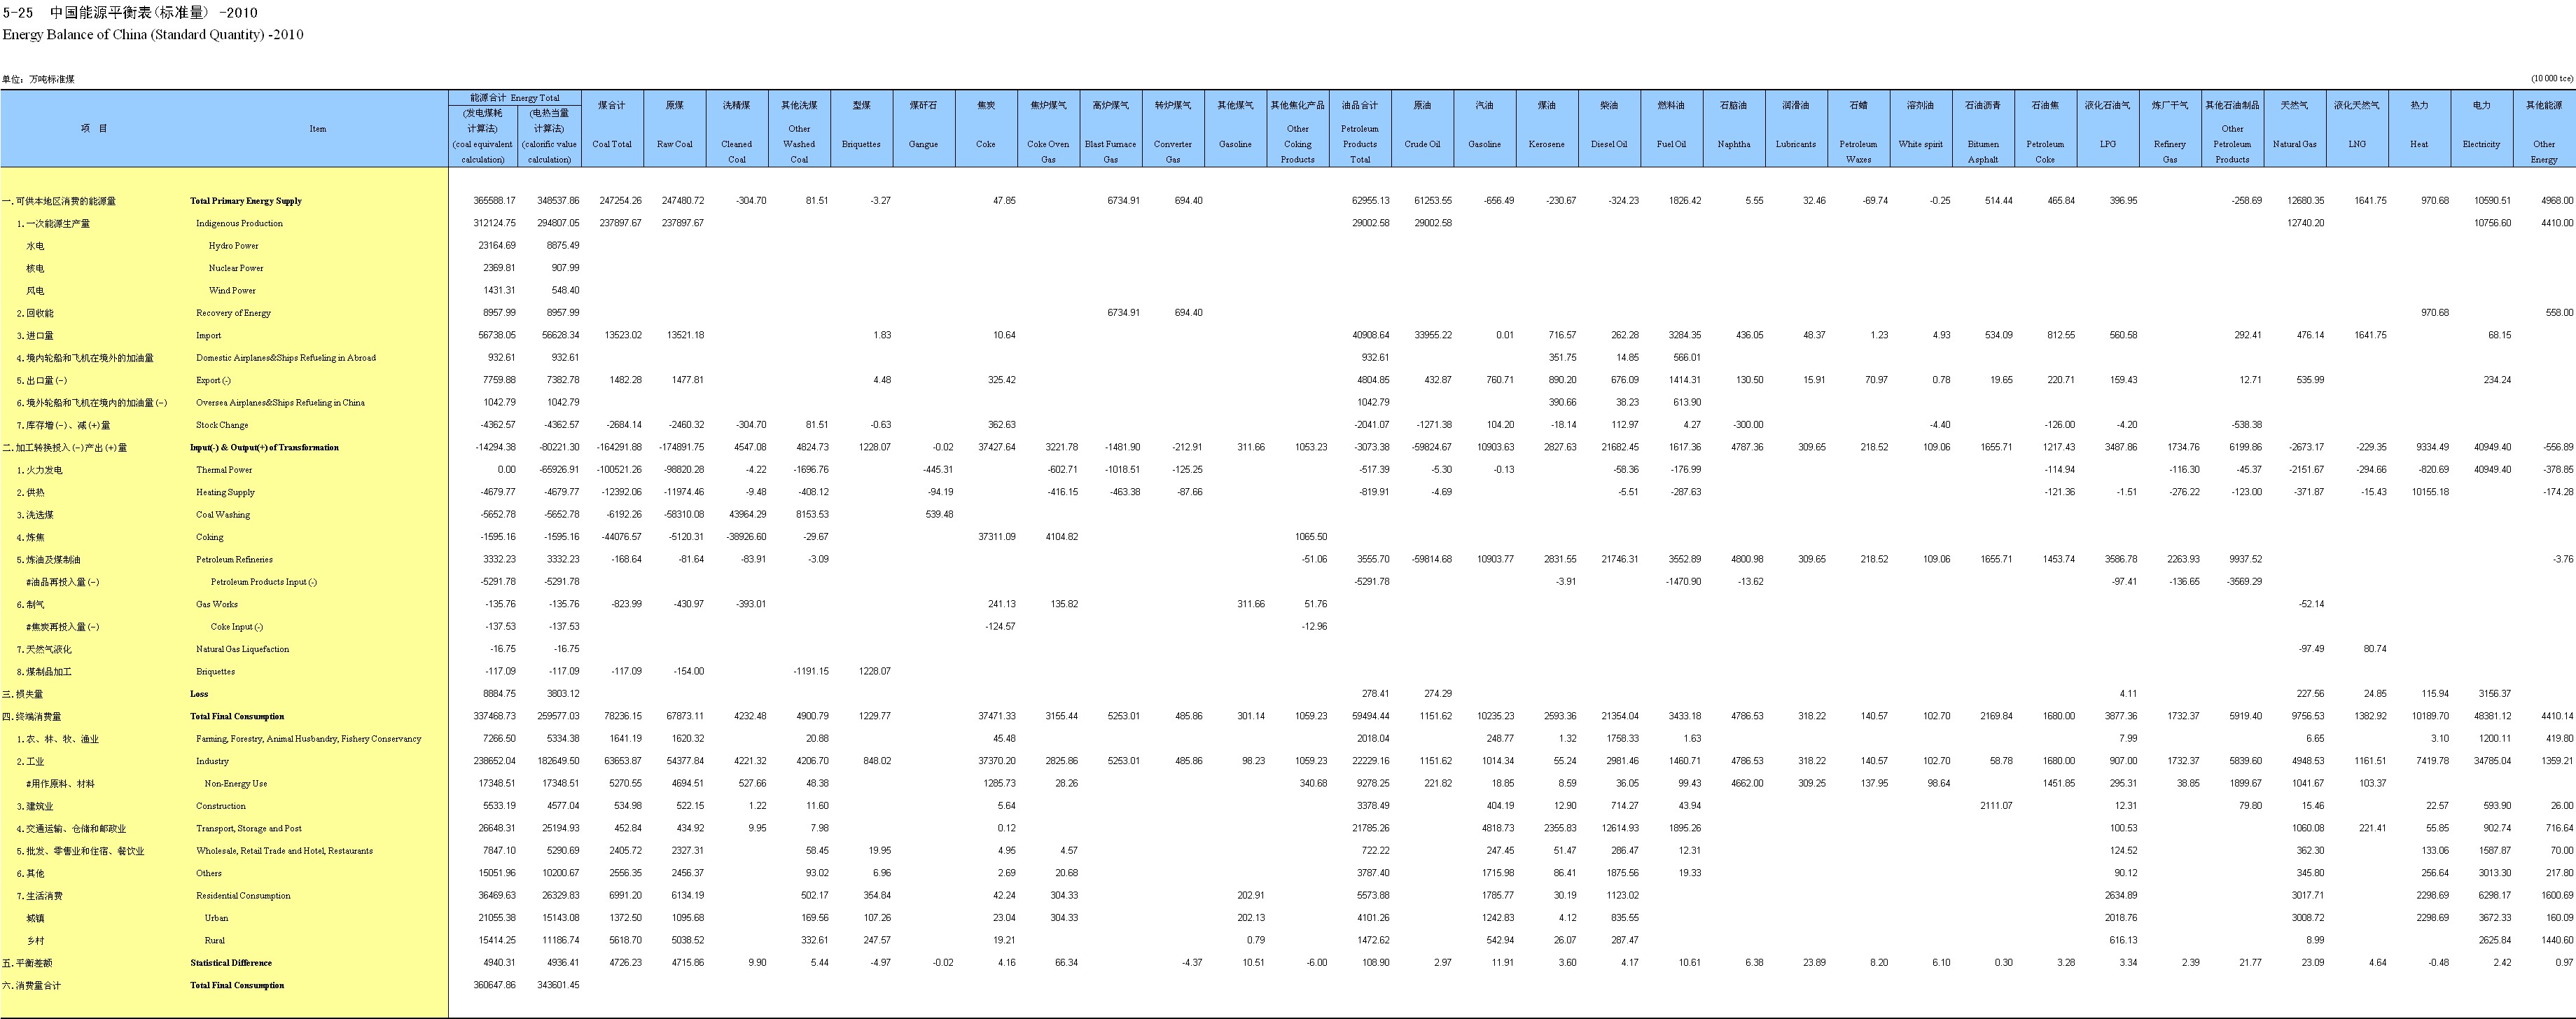 5-25 中国能源平衡表(标准量) -2010
Energy Balance of China (Standard Quantity) -2010
单位：万吨标准煤 (10 000 tce)
项 目 Item 能源合计 Energy Total (发电煤耗计算法) (coal equivalent calculation) (电热当量计算法) (calorific value calculation) 煤合计 Coal Total 原煤 Raw Coal 洗精煤 Cleaned Coal 其他洗煤 Other Washed Coal 型煤 Briquettes 煤矸石 Gangue 焦炭 Coke 焦炉煤气 Coke Oven Gas 高炉煤气 Blast Furnace Gas 转炉煤气 Converter Gas 其他煤气 Gasoline 其他焦化产品 Other Coking Products 油品合计 Petroleum Products Total 原油 Crude Oil 汽油 Gasoline 煤油 Kerosene 柴油 Diesel Oil 燃料油 Fuel Oil 石脑油 Naphtha 润滑油 Lubricants 石蜡 Petroleum Waxes 溶剂油 White spirit 石油沥青 Bitumen Asphalt 石油焦 Petroleum Coke 液化石油气 LPG 炼厂干气 Refinery Gas 其他石油制品 Other Petroleum Products 天然气 Natural Gas 液化天然气 LNG 热力 Heat 电力 Electricity 其他能源 Other Energy
一.可供本地区消费的能源量 Total Primary Energy Supply 365588.17 348537.86 247254.26 247480.72 -304.70 81.51 -3.27 47.85 6734.91 694.40 62955.13 61253.55 -656.49 -230.67 -324.23 1826.42 5.55 32.46 -69.74 -0.25 514.44 465.84 396.95 -258.69 12680.35 1641.75 970.68 10590.51 4968.00
1.一次能源生产量 Indigenous Production 312124.75 294807.05 237897.67 237897.67 29002.58 29002.58 12740.20 10756.60 4410.00
水电 Hydro Power 23164.69 8875.49
核电 Nuclear Power 2369.81 907.99
风电 Wind Power 1431.31 548.40
2.回收能 Recovery of Energy 8957.99 8957.99 6734.91 694.40 970.68 558.00
3.进口量 Import 56738.05 56628.34 13523.02 13521.18 1.83 10.64 40908.64 33955.22 0.01 716.57 262.28 3284.35 436.05 48.37 1.23 4.93 534.09 812.55 560.58 292.41 476.14 1641.75 68.15
4.境内轮船和飞机在境外的加油量 Domestic Airplanes&Ships Refueling in Abroad 932.61 932.61 932.61 351.75 14.85 566.01
5.出口量(-) Export (-) 7759.88 7382.78 1482.28 1477.81 4.48 325.42 4804.85 432.87 760.71 890.20 676.09 1414.31 130.50 15.91 70.97 0.78 19.65 220.71 159.43 12.71 535.99 234.24
6.境外轮船和飞机在境内的加油量(-) Oversea Airplanes&Ships Refueling in China 1042.79 1042.79 1042.79 390.66 38.23 613.90
7.库存增(-)、减(+)量 Stock Change -4362.57 -4362.57 -2684.14 -2460.32 -304.70 81.51 -0.63 362.63 -2041.07 -1271.38 104.20 -18.14 112.97 4.27 -300.00 -4.40 -126.00 -4.20 -538.38
二.加工转换投入(-)产出(+)量 Input(-) & Output(+) of Transformation -14294.38 -80221.30 -164291.88 -174891.75 4547.08 4824.73 1228.07 -0.02 37427.64 3221.78 -1481.90 -212.91 311.66 1053.23 -3073.38 -59824.67 10903.63 2827.63 21682.45 1617.36 4787.36 309.65 218.52 109.06 1655.71 1217.43 3487.86 1734.76 6199.86 -2673.17 -229.35 9334.49 40949.40 -556.89
1.火力发电 Thermal Power 0.00 -65926.91 -100521.26 -98820.28 -4.22 -1696.76 -445.31 -602.71 -1018.51 -125.25 -517.39 -5.30 -0.13 -58.36 -176.99 -114.94 -116.30 -45.37 -2151.67 -294.66 -820.69 40949.40 -378.85
2.供热 Heating Supply -4679.77 -4679.77 -12392.06 -11974.46 -9.48 -408.12 -94.19 -416.15 -463.38 -87.66 -819.91 -4.69 -5.51 -287.63 -121.36 -1.51 -276.22 -123.00 -371.87 -15.43 10155.18 -174.28
3.洗选煤 Coal Washing -5652.78 -5652.78 -6192.26 -58310.08 43964.29 8153.53 539.48
4.炼焦 Coking -1595.16 -1595.16 -44076.57 -5120.31 -38926.60 -29.67 37311.09 4104.82 1065.50
5.炼油及煤制油 Petroleum Refineries 3332.23 3332.23 -168.64 -81.64 -83.91 -3.09 -51.06 3555.70 -59814.68 10903.77 2831.55 21746.31 3552.89 4800.98 309.65 218.52 109.06 1655.71 1453.74 3586.78 2263.93 9937.52 -3.76
#油品再投入量(-) Petroleum Products Input (-) -5291.78 -5291.78 -5291.78 -3.91 -1470.90 -13.62 -97.41 -136.65 -3569.29
6.制气 Gas Works -135.76 -135.76 -823.99 -430.97 -393.01 241.13 135.82 311.66 51.76 -52.14
#焦炭再投入量(-) Coke Input (-) -137.53 -137.53 -124.57 -12.96
7.天然气液化 Natural Gas Liquefaction -16.75 -16.75 -97.49 80.74
8.煤制品加工 Briquettes -117.09 -117.09 -117.09 -154.00 -1191.15 1228.07
三.损失量 Loss 8884.75 3803.12 278.41 274.29 4.11 227.56 24.85 115.94 3156.37
四.终端消费量 Total Final Consumption 337468.73 259577.03 78236.15 67873.11 4232.48 4900.79 1229.77 37471.33 3155.44 5253.01 485.86 301.14 1059.23 59494.44 1151.62 10235.23 2593.36 21354.04 3433.18 4786.53 318.22 140.57 102.70 2169.84 1680.00 3877.36 1732.37 5919.40 9756.53 1382.92 10189.70 48381.12 4410.14
1.农、林、牧、渔业 Farming, Forestry, Animal Husbandry, Fishery Conservancy 7266.50 5334.38 1641.19 1620.32 20.88 45.48 2018.04 248.77 1.32 1758.33 1.63 7.99 6.65 3.10 1200.11 419.80
2.工业 Industry 238652.04 182649.50 63653.87 54377.84 4221.32 4206.70 848.02 37370.20 2825.86 5253.01 485.86 98.23 1059.23 22229.16 1151.62 1014.34 55.24 2981.46 1460.71 4786.53 318.22 140.57 102.70 58.78 1680.00 907.00 1732.37 5839.60 4948.53 1161.51 7419.78 34785.04 1359.21
#用作原料、材料 Non-Energy Use 17348.51 17348.51 5270.55 4694.51 527.66 48.38 1285.73 28.26 340.68 9278.25 221.82 18.85 8.59 36.05 99.43 4662.00 309.25 137.95 98.64 1451.85 295.31 38.85 1899.67 1041.67 103.37
3.建筑业 Construction 5533.19 4577.04 534.98 522.15 1.22 11.60 5.64 3378.49 404.19 12.90 714.27 43.94 2111.07 12.31 79.80 15.46 22.57 593.90 26.00
4.交通运输、仓储和邮政业 Transport, Storage and Post 26648.31 25194.93 452.84 434.92 9.95 7.98 0.12 21785.26 4818.73 2355.83 12614.93 1895.26 100.53 1060.08 221.41 55.85 902.74 716.64
5.批发、零售业和住宿、餐饮业 Wholesale, Retail Trade and Hotel, Restaurants 7847.10 5290.69 2405.72 2327.31 58.45 19.95 4.95 4.57 722.22 247.45 51.47 286.47 12.31 124.52 362.30 133.06 1587.87 70.00
6.其他 Others 15051.96 10200.67 2556.35 2456.37 93.02 6.96 2.69 20.68 3787.40 1715.98 86.41 1875.56 19.33 90.12 345.80 256.64 3013.30 217.80
7.生活消费 Residential Consumption 36469.63 26329.83 6991.20 6134.19 502.17 354.84 42.24 304.33 202.91 5573.88 1785.77 30.19 1123.02 2634.89 3017.71 2298.69 6298.17 1600.69
城镇 Urban 21055.38 15143.08 1372.50 1095.68 169.56 107.26 23.04 304.33 202.13 4101.26 1242.83 4.12 835.55 2018.76 3008.72 2298.69 3672.33 160.09
乡村 Rural 15414.25 11186.74 5618.70 5038.52 332.61 247.57 19.21 0.79 1472.62 542.94 26.07 287.47 616.13 8.99 2625.84 1440.60
五.平衡差额 Statistical Difference 4940.31 4936.41 4726.23 4715.86 9.90 5.44 -4.97 -0.02 4.16 66.34 -4.37 10.51 -6.00 108.90 2.97 11.91 3.60 4.17 10.61 6.38 23.89 8.20 6.10 0.30 3.28 3.34 2.39 21.77 23.09 4.64 -0.48 2.42 0.97
六.消费量合计 Total Final Consumption 360647.86 343601.45